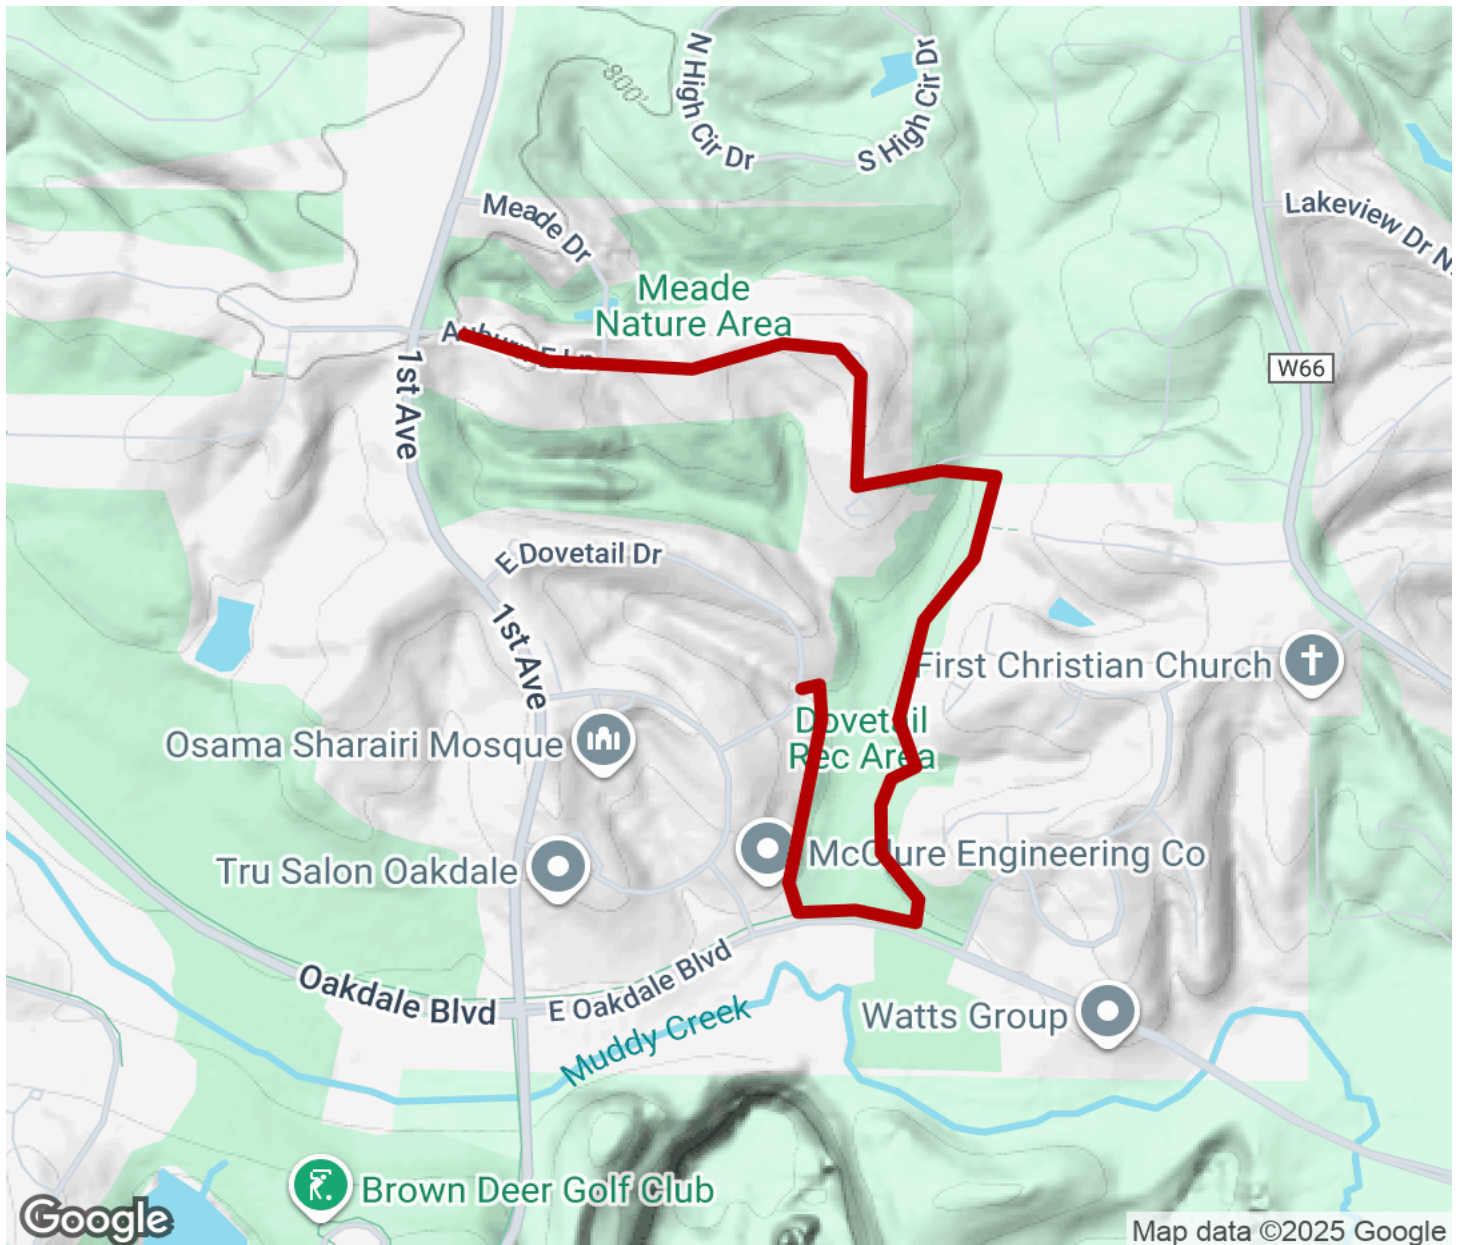 N High Cir Dr
S High Cir Dr
800'
Meade Dr
Lakeview Dr N
Meade
Nature Area
Auburn E Ln
1st Ave
W66
E Dovetail Dr
1st Ave
First Christian Church
Dovetail
Rec Area
Osama Sharairi Mosque
McClure Engineering Co
Tru Salon Oakdale
Oakdale Blvd
E Oakdale Blvd
Muddy Creek
Watts Group
Brown Deer Golf Club
Google
Map data ©2025 Google